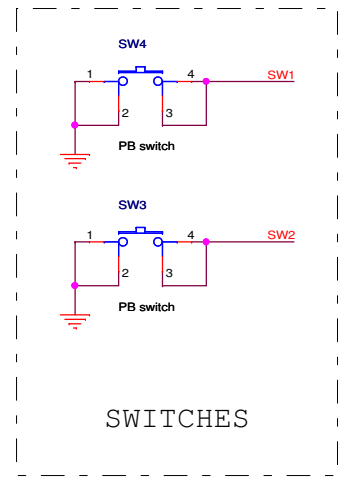 SW4
1 4 SW1
2 3
PB switch
SW3
1 4 SW2
2 3
PB switch
SWITCHES